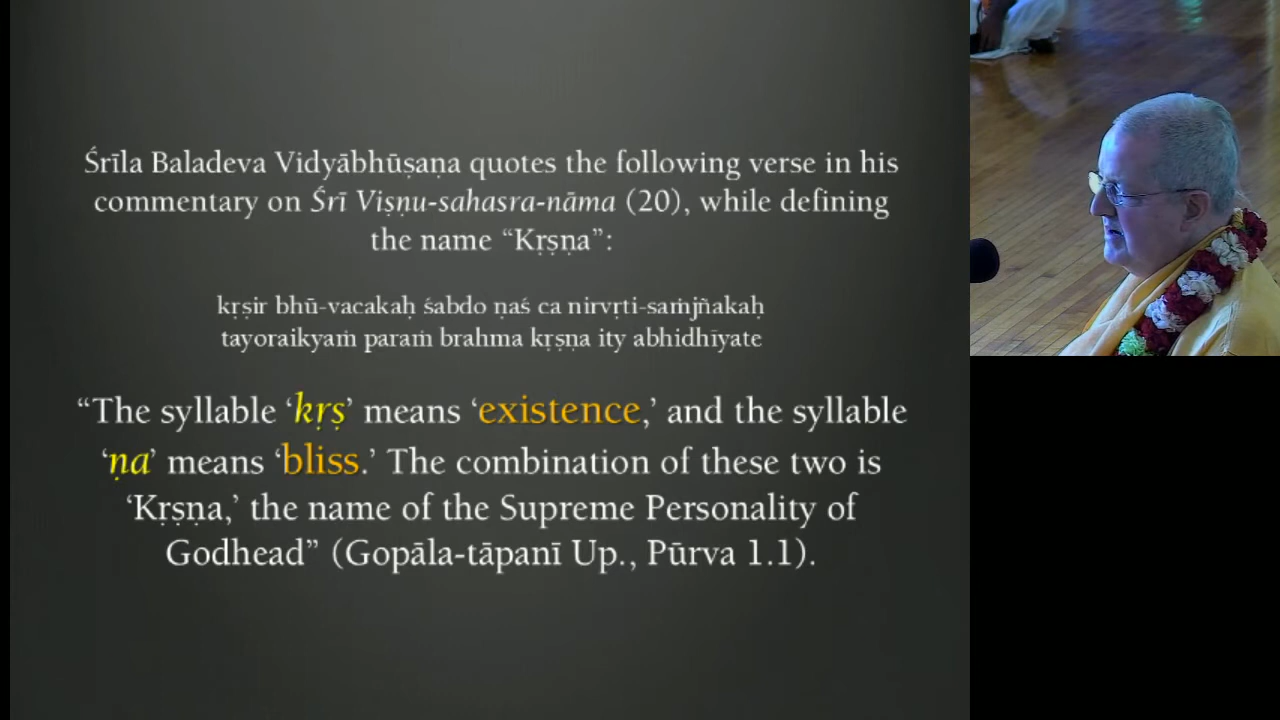 Śrīla Baladeva Vidyābhūṣaṇa quotes the following verse in his
commentary on Śrī Viṣṇu-sahasra-nāma (20), while defining
the name “Kṛṣṇa”:
kṛṣir bhū-vacakaḥ śabdo ṇaś ca nirvṛti-saṁjñakaḥ
tayoraikyaṁ paraṁ brahma kṛṣṇa ity abhidhīyate
“The syllable ‘kṛṣ’ means ‘existence,’ and the syllable
‘ṇa’ means ‘bliss.’ The combination of these two is
‘Kṛṣṇa,’ the name of the Supreme Personality of
Godhead” (Gopāla-tāpanī Up., Pūrva 1.1).